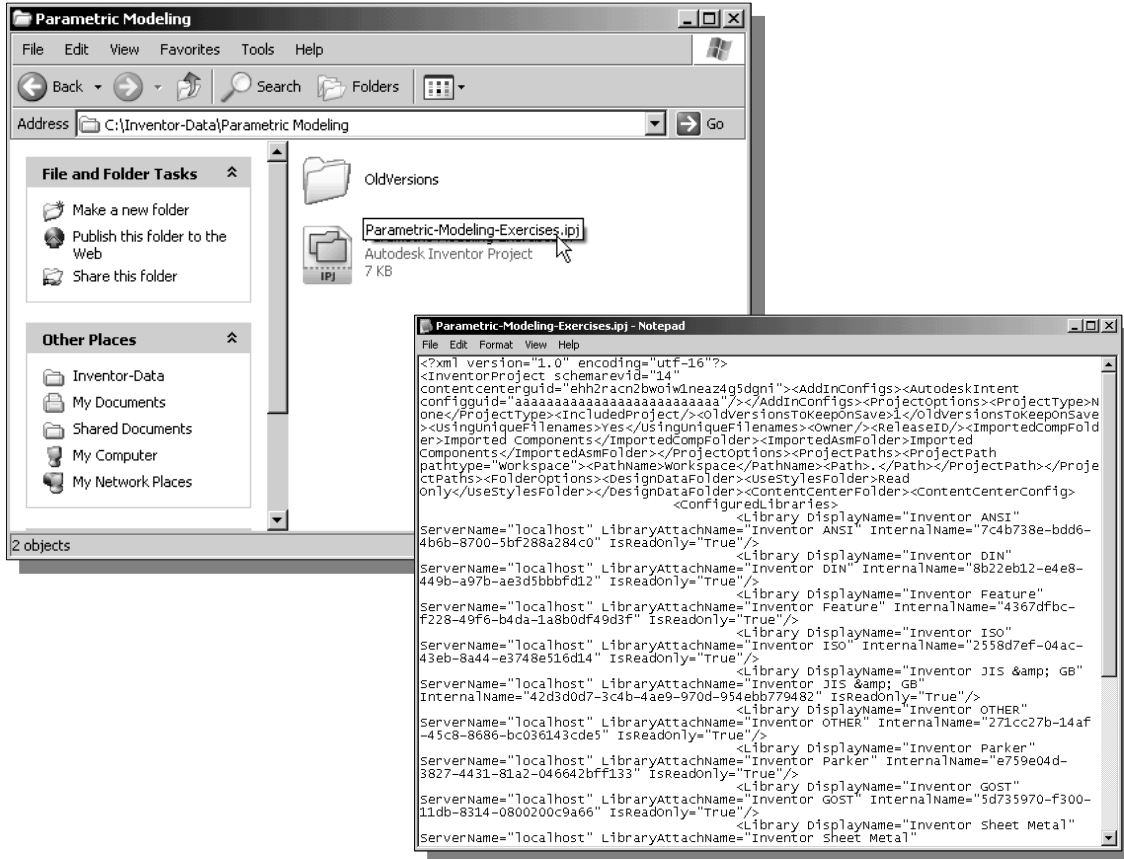 Parametric Modeling
File Edit View Favorites Tools Help
Back Search Folders
Address C:\Inventor-Data\Parametric Modeling Go
File and Folder Tasks
Make a new folder
Publish this folder to the
Web
Share this folder
Other Places
Inventor-Data
My Documents
Shared Documents
My Computer
My Network Places
OldVersions
Parametric-Modeling-Exercises.ipj
Autodesk Inventor Project
7 KB
IPJ
2 objects
Parametric-Modeling-Exercises.ipj - Notepad
File Edit Format View Help
<?xml version="1.0" encoding="utf-16"?>
<InventorProject schemarevid="14"
contentcenterguid="ehh2racn2bwoiw1neaz4g5dgni"><AddInConfigs><AutodeskIntent
configguid="aaaaaaaaaaaaaaaaaaaaaaaaaa"/></AddInConfigs><ProjectOptions><ProjectType>N
one</ProjectType><IncludedProject/><OldVersionsToKeepOnSave>1</OldVersionsToKeepOnSave
><UsingUniqueFilenames>Yes</UsingUniqueFilenames><Owner/><ReleaseID/><ImportedCompFold
er>Imported Components</ImportedCompFolder><ImportedAsmFolder>Imported
Components</ImportedAsmFolder></ProjectOptions><ProjectPaths><ProjectPath
pathtype="Workspace"><PathName>Workspace</PathName><Path>.</Path></ProjectPath></Proje
ctPaths><FolderOptions><DesignDataFolder><UseStylesFolder>Read
Only</UseStylesFolder></DesignDataFolder><ContentCenterFolder><ContentCenterConfig>
<ConfiguredLibraries>
<Library DisplayName="Inventor ANSI"
ServerName="localhost" LibraryAttachName="Inventor ANSI" InternalName="7c4b738e-bdd6-
4b6b-8700-5bf288a284c0" IsReadOnly="True"/>
<Library DisplayName="Inventor DIN"
ServerName="localhost" LibraryAttachName="Inventor DIN" InternalName="8b22eb12-e4e8-
449b-a97b-ae3d5bbbfd12" IsReadOnly="True"/>
<Library DisplayName="Inventor Feature"
ServerName="localhost" LibraryAttachName="Inventor Feature" InternalName="4367dfbc-
f228-49f6-b4da-1a8b0df49d3f" IsReadOnly="True"/>
<Library DisplayName="Inventor ISO"
ServerName="localhost" LibraryAttachName="Inventor ISO" InternalName="2558d7ef-04ac-
43eb-8a44-e3748e516d14" IsReadOnly="True"/>
<Library DisplayName="Inventor JIS &amp; GB"
ServerName="localhost" LibraryAttachName="Inventor JIS &amp; GB"
InternalName="42d3d0d7-3c4b-4ae9-970d-954ebb779482" IsReadOnly="True"/>
<Library DisplayName="Inventor OTHER"
ServerName="localhost" LibraryAttachName="Inventor OTHER" InternalName="271cc27b-14af
-45c8-8686-bc036143cde5" IsReadOnly="True"/>
<Library DisplayName="Inventor Parker"
ServerName="localhost" LibraryAttachName="Inventor Parker" InternalName="e759e04d-
3827-4431-81a2-046642bff133" IsReadOnly="True"/>
<Library DisplayName="Inventor GOST"
ServerName="localhost" LibraryAttachName="Inventor GOST" InternalName="5d735970-f300-
11db-8314-0800200c9a66" IsReadOnly="True"/>
<Library DisplayName="Inventor Sheet Metal"
ServerName="localhost" LibraryAttachName="Inventor Sheet Metal"